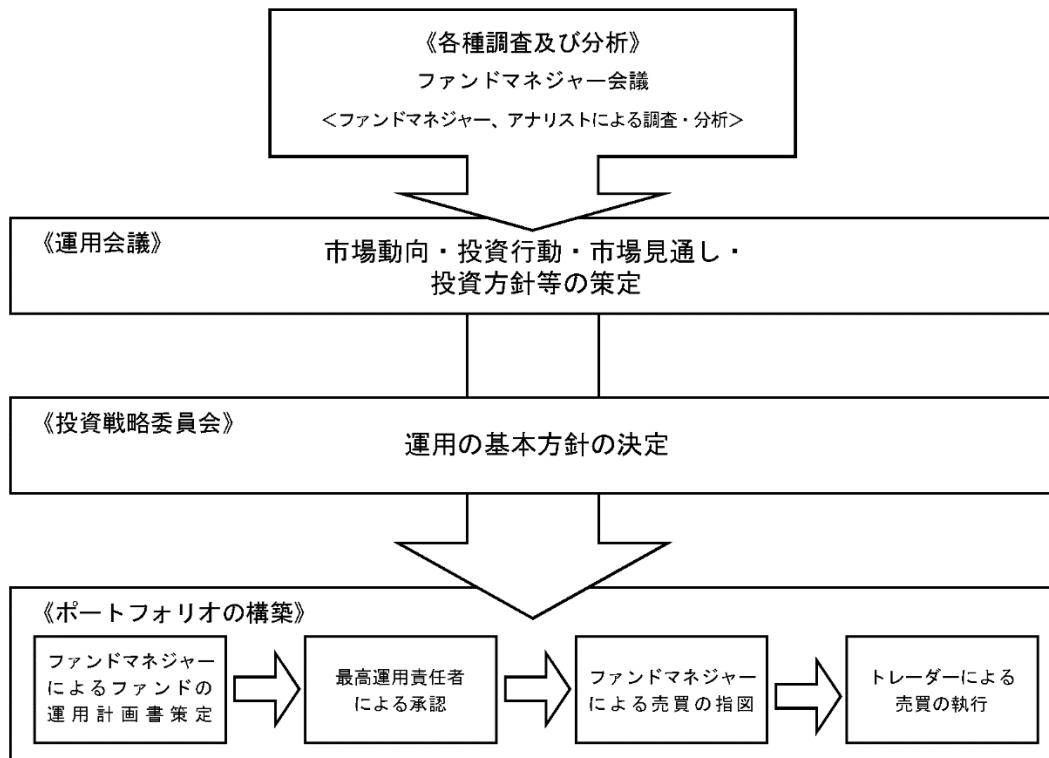 《各種調査及び分析》
ファンドマネジャー会議
＜ファンドマネジャー、アナリストによる調査・分析＞
《運用会議》
市場動向・投資行動・市場見通し・
投資方針等の策定
《投資戦略委員会》
運用の基本方針の決定
《ポートフォリオの構築》
ファンドマネジャー
によるファンドの
運用計画書策定
最高運用責任者
による承認
ファンドマネジャー
による売買の指図
トレーダーによる
売買の執行